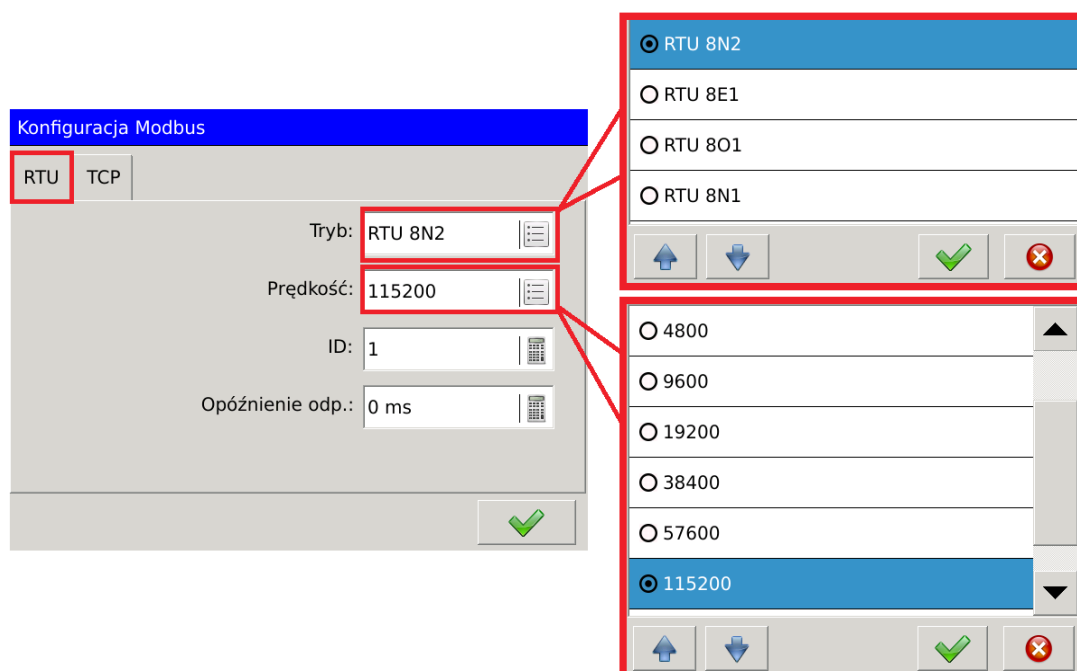 Konfiguracja Modbus
RTU TCP
Tryb: RTU 8N2
Prędkość: 115200
ID: 1
Opóźnienie odp.: 0 ms
RTU 8N2
RTU 8E1
RTU 8O1
RTU 8N1
4800
9600
19200
38400
57600
115200